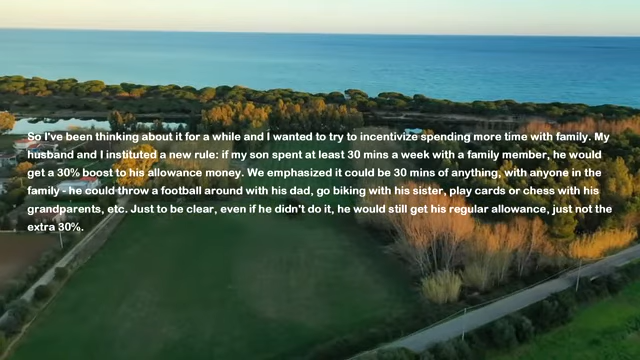 So I've been thinking about it for a while and I wanted to try to incentivize spending more time with family. My
husband and I instituted a new rule: if my son spent at least 30 mins a week with a family member, he would
get a 30% boost to his allowance money. We emphasized it could be 30 mins of anything, with anyone in the
family - he could throw a football around with his dad, go biking with his sister, play cards or chess with his
grandparents, etc. Just to be clear, even if he didn't do it, he would still get his regular allowance, just not the
extra 30%.